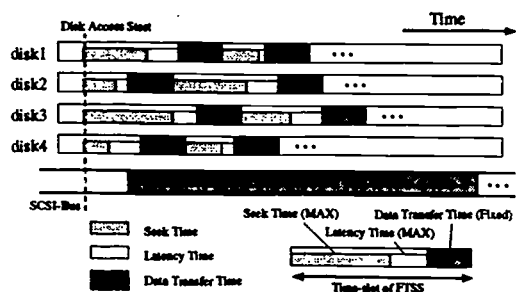 Time
Disk Access Start
disk1
disk2
disk3
disk4
SCSI-Bus
Seek Time
Latency Time
Data Transfer Time
Seek Time (MAX)
Data Transfer Time (Fixed)
Latency Time (MAX)
Time-slot of FTSS